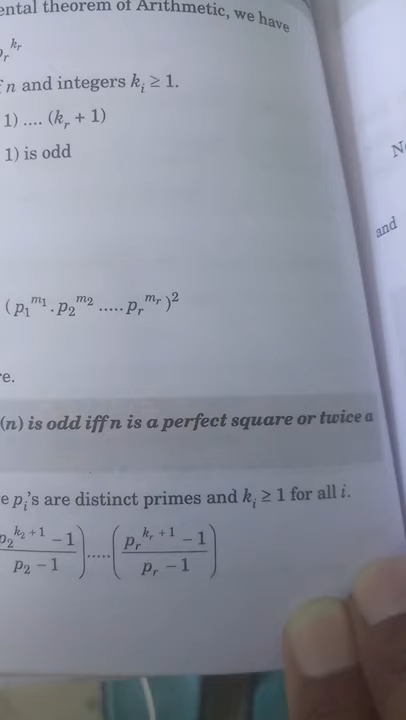 ental theorem of Arithmetic, we have
p_r^{k_r}
n and integers k_i ≥ 1.
1) .... (k_r + 1)
1) is odd
(p_1^{m_1} . p_2^{m_2} ..... p_r^{m_r})^2
e.
(n) is odd iff n is a perfect square or twice a
e p_i's are distinct primes and k_i ≥ 1 for all i.
(p_2^{k_2 + 1} - 1 / p_2 - 1) ..... (p_r^{k_r + 1} - 1 / p_r - 1)
and